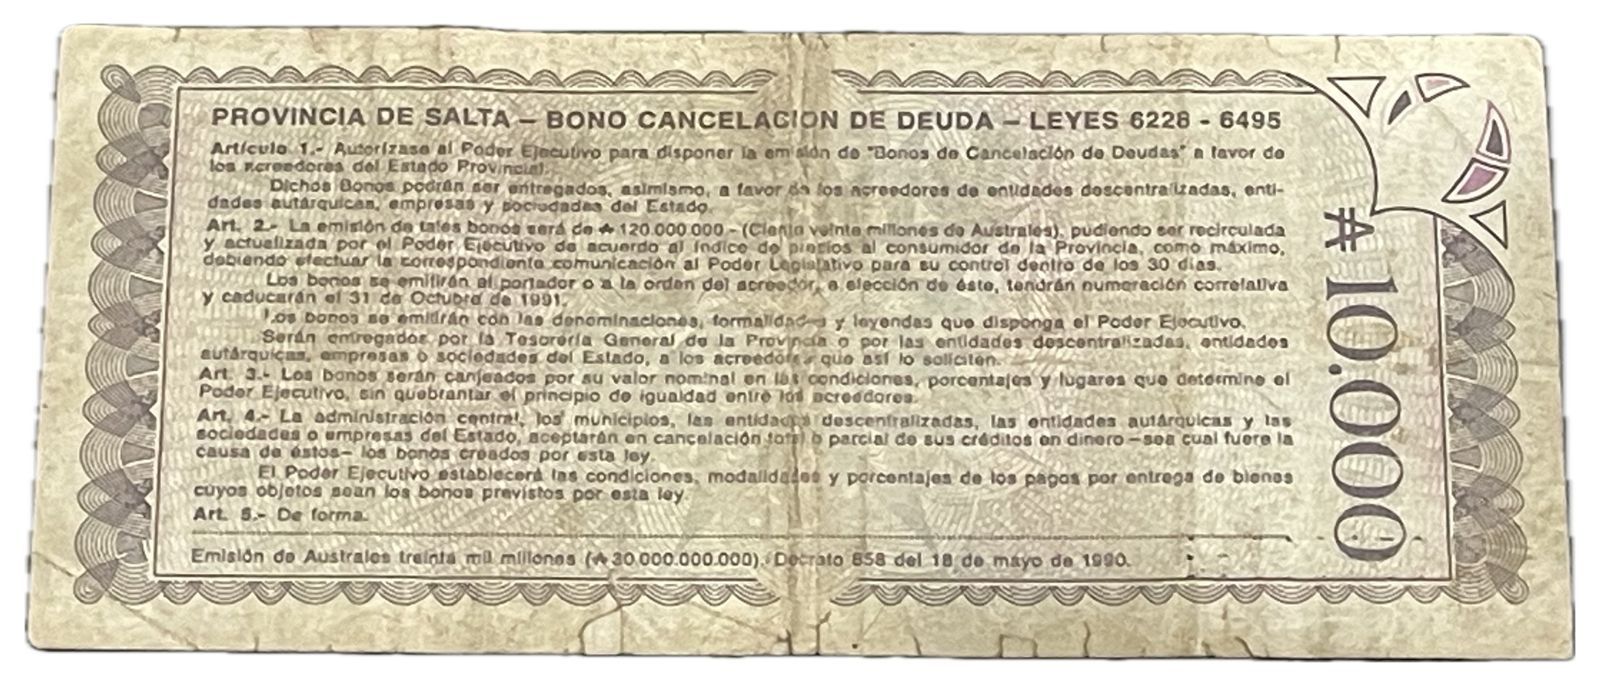 PROVINCIA DE SALTA – BONO CANCELACION DE DEUDA – LEYES 6228 - 6495
Artículo 1.- Autorízase al Poder Ejecutivo para disponer la emisión de "Bonos de Cancelación de Deudas" a favor de
los acreedores del Estado Provincial.
Dichos Bonos podrán ser entregados, asimismo, a favor de los acreedores de entidades descentralizadas, enti-
dades autárquicas, empresas y sociedades del Estado.
Art. 2.- La emisión de tales bonos será de ₳ 120.000.000 - (Ciento veinte millones de Australes), pudiendo ser recirculada
y actualizada por el Poder Ejecutivo de acuerdo al índice de precios al consumidor de la Provincia, como máximo,
debiendo efectuar la correspondiente comunicación al Poder Legislativo para su control dentro de los 30 días.
Los bonos se emitirán al portador o a la orden del acreedor, a elección de éste, tendrán numeración correlativa
y caducarán el 31 de Octubre de 1991.
Los bonos se emitirán con las denominaciones, formalidades y leyendas que disponga el Poder Ejecutivo.
Serán entregados por la Tesorería General de la Provincia o por las entidades descentralizadas, entidades
autárquicas, empresas o sociedades del Estado, a los acreedores que así lo soliciten.
Art. 3.- Los bonos serán canjeados por su valor nominal en las condiciones, porcentajes y lugares que determine el
Poder Ejecutivo, sin quebrantar el principio de igualdad entre los acreedores.
Art. 4.- La administración central, los municipios, las entidades descentralizadas, las entidades autárquicas y las
sociedades o empresas del Estado, aceptarán en cancelación total o parcial de sus créditos en dinero –sea cual fuere la
causa de éstos– los bonos creados por esta ley.
El Poder Ejecutivo establecerá las condiciones, modalidades y porcentajes de los pagos por entrega de bienes
cuyos objetos sean los bonos previstos por esta ley.
Art. 5.- De forma.
Emisión de Australes treinta mil millones (₳ 30.000.000.000). Decreto 658 del 18 de mayo de 1990.
₳ 10.000